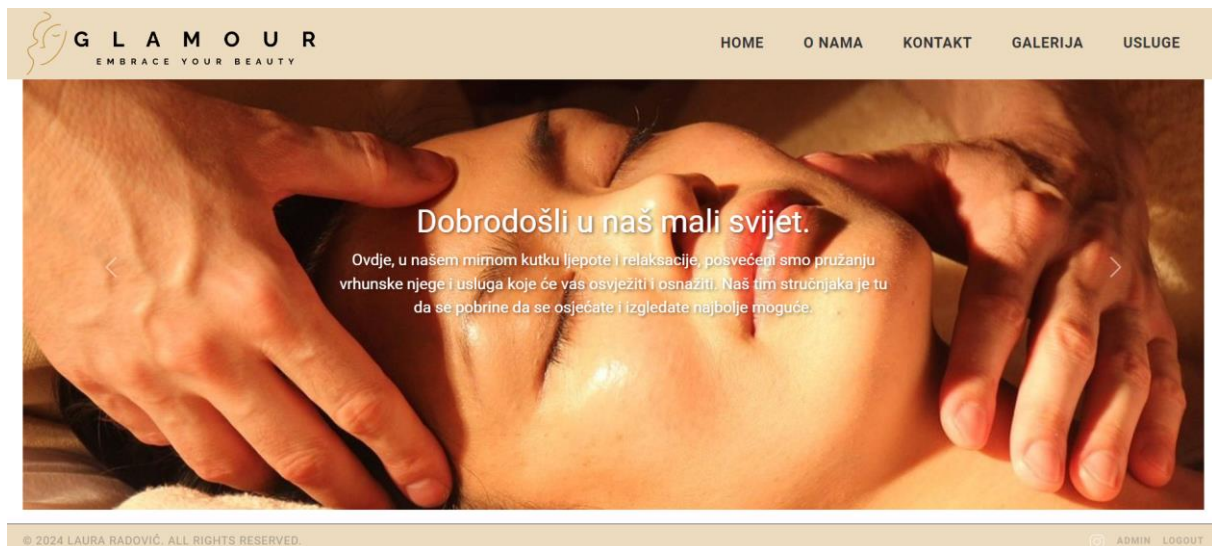 GLAMOUR
EMBRACE YOUR BEAUTY
HOME O NAMA KONTAKT GALERIJA USLUGE
Dobrodošli u naš mali svijet.
Ovdje, u našem mirnom kutku ljepote i relaksacije, posvećeni smo pružanju
vrhunske njege i usluga koje će vas osvježiti i osnažiti. Naš tim stručnjaka je tu
da se pobrine da se osjećate i izgledate najbolje moguće.
© 2024 LAURA RADOVIĆ. ALL RIGHTS RESERVED. ADMIN LOGOUT